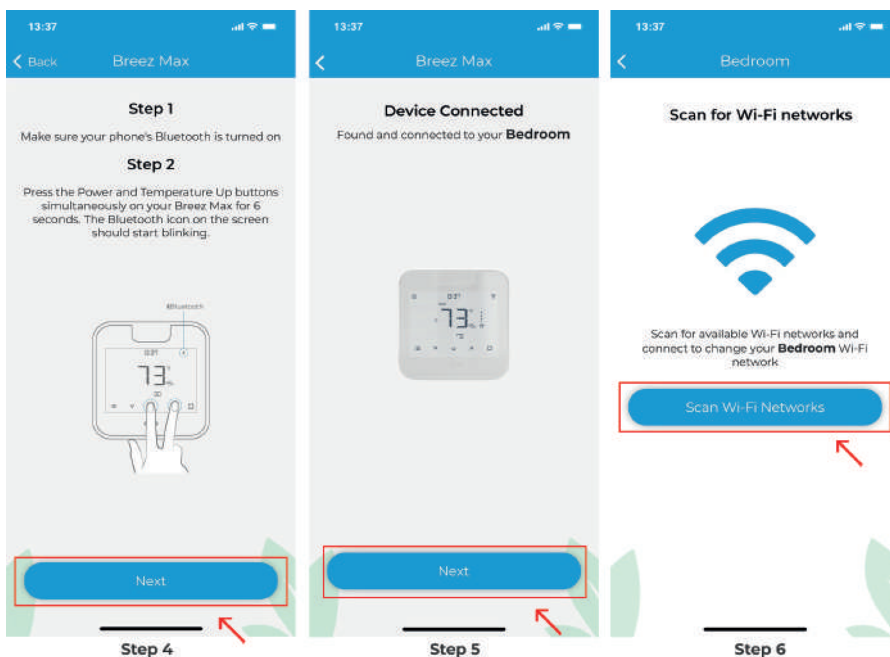 13:37
Back
Breez Max
Step 1
Make sure your phone's Bluetooth is turned on
Step 2
Press the Power and Temperature Up buttons
simultaneously on your Breez Max for 6
seconds. The Bluetooth icon on the screen
should start blinking.
Bluetooth
73
Next
Step 4
13:37
Breez Max
Device Connected
Found and connected to your Bedroom
73
Next
Step 5
13:37
Bedroom
Scan for Wi-Fi networks
Scan for available Wi-Fi networks and
connect to change your Bedroom Wi-Fi
network
Scan Wi-Fi Networks
Step 6